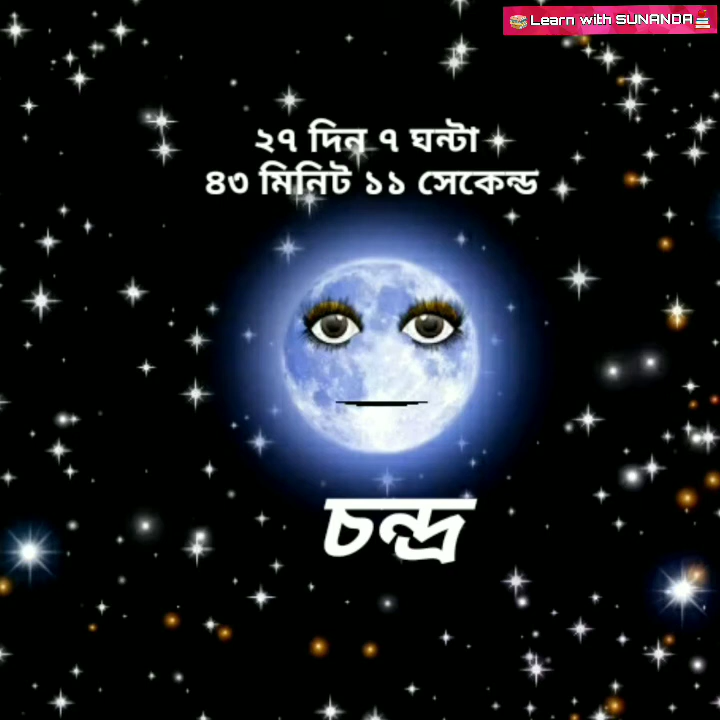 Learn with SUNANDA
২৭ দিন ৭ ঘন্টা
৪৩ মিনিট ১১ সেকেন্ড
চন্দ্র